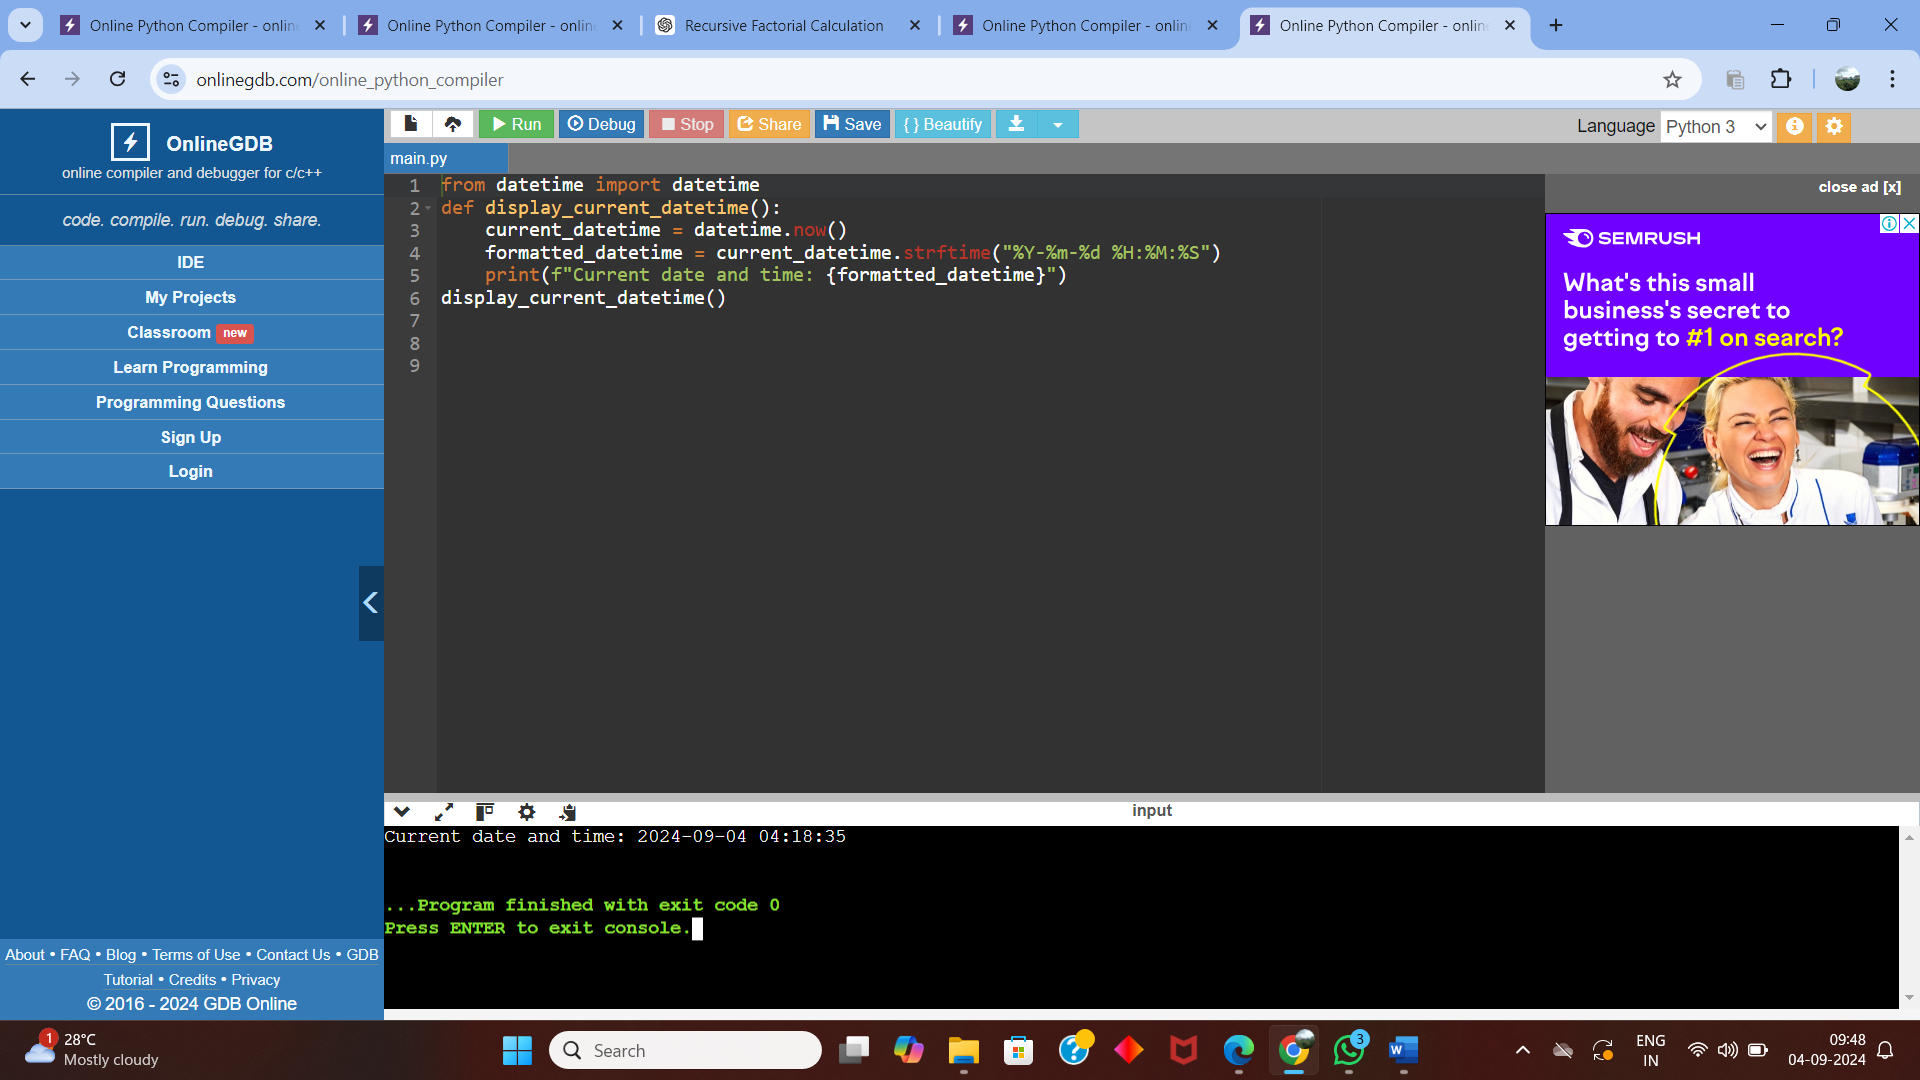 Online Python Compiler - onlin
Online Python Compiler - onlin
Recursive Factorial Calculation
Online Python Compiler - onlin
Online Python Compiler - onlin
onlinegdb.com/online_python_compiler
OnlineGDB
online compiler and debugger for c/c++
code. compile. run. debug. share.
IDE
My Projects
Classroom new
Learn Programming
Programming Questions
Sign Up
Login
About • FAQ • Blog • Terms of Use • Contact Us • GDB
Tutorial • Credits • Privacy
© 2016 - 2024 GDB Online
Run Debug Stop Share Save { } Beautify
Language Python 3
main.py
1 from datetime import datetime
2 def display_current_datetime():
3 current_datetime = datetime.now()
4 formatted_datetime = current_datetime.strftime("%Y-%m-%d %H:%M:%S")
5 print(f"Current date and time: {formatted_datetime}")
6 display_current_datetime()
7
8
9
close ad [x]
SEMRUSH
What's this small
business's secret to
getting to #1 on search?
input
Current date and time: 2024-09-04 04:18:35
...Program finished with exit code 0
Press ENTER to exit console.
1
28°C
Mostly cloudy
Search
3
W
ENG
IN
09:48
04-09-2024